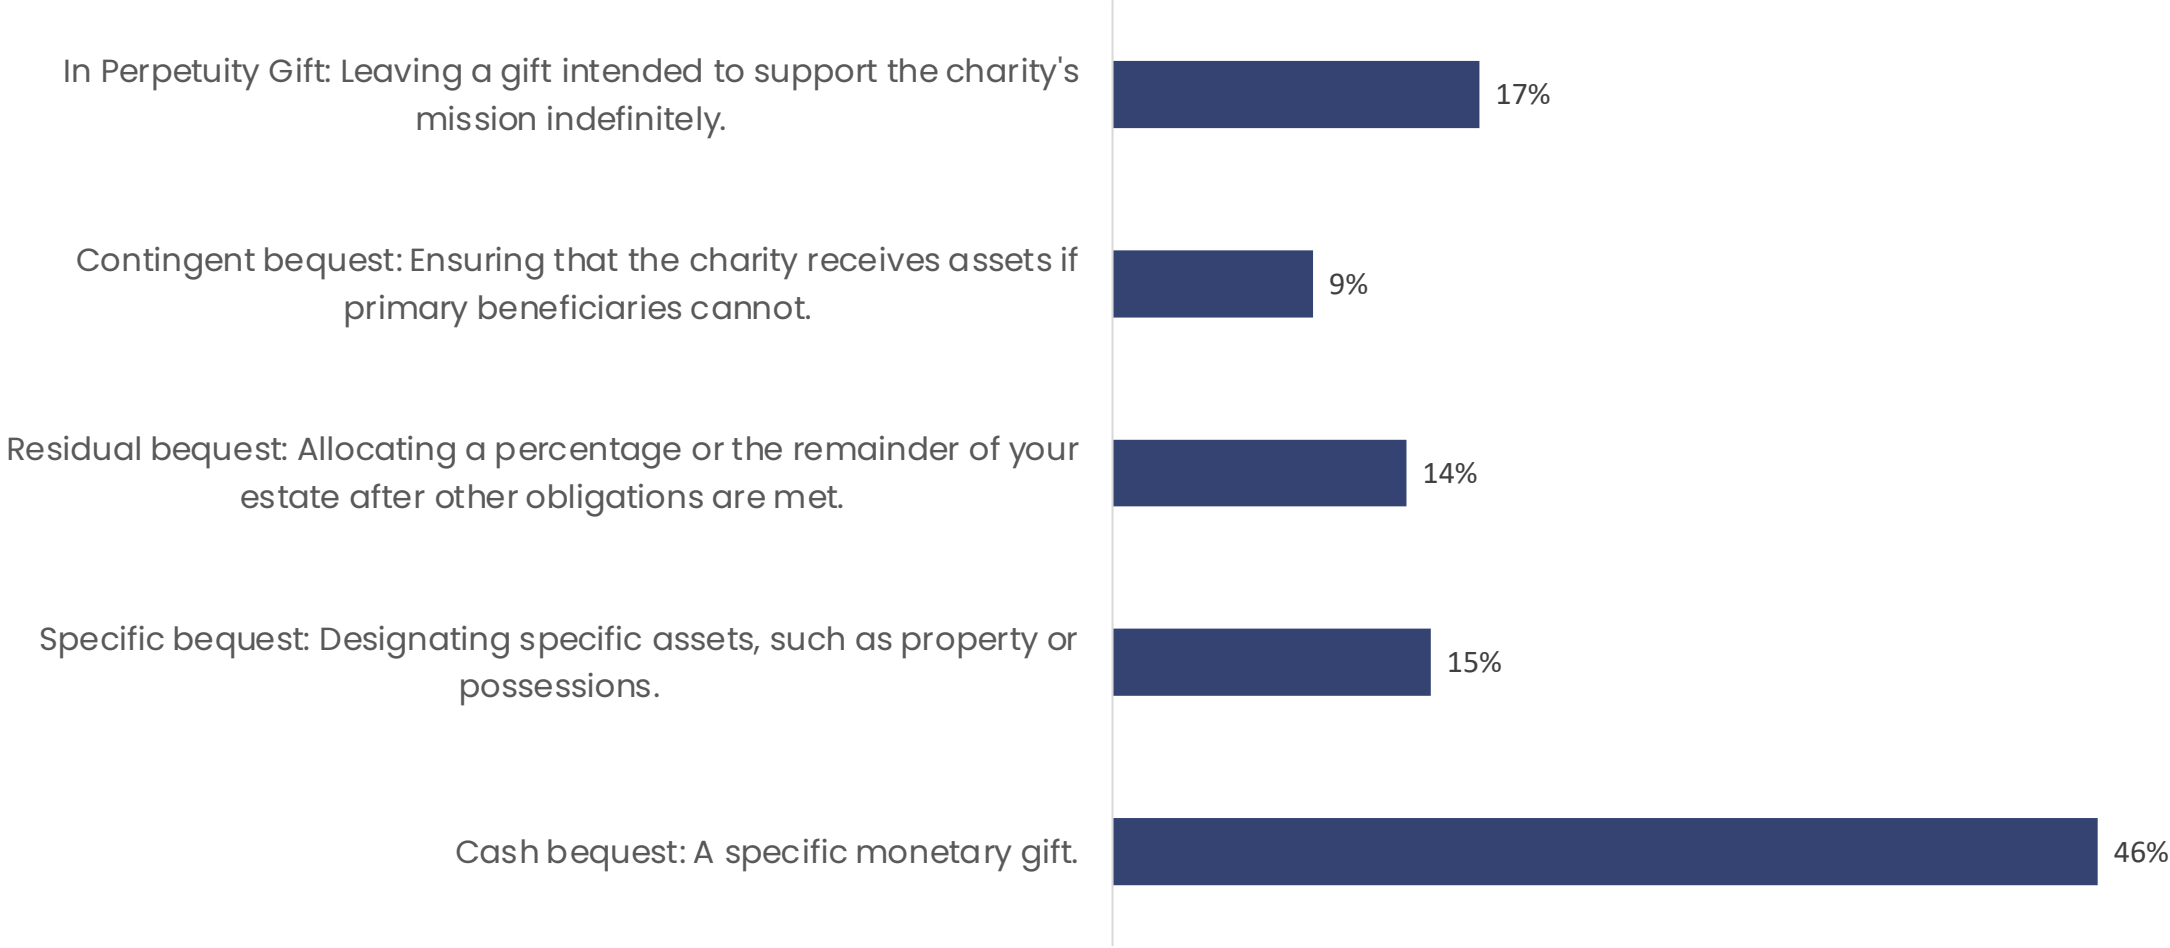 In Perpetuity Gift: Leaving a gift intended to support the charity's
mission indefinitely.
17%
Contingent bequest: Ensuring that the charity receives assets if
primary beneficiaries cannot.
9%
Residual bequest: Allocating a percentage or the remainder of your
estate after other obligations are met.
14%
Specific bequest: Designating specific assets, such as property or
possessions.
15%
Cash bequest: A specific monetary gift.
46%